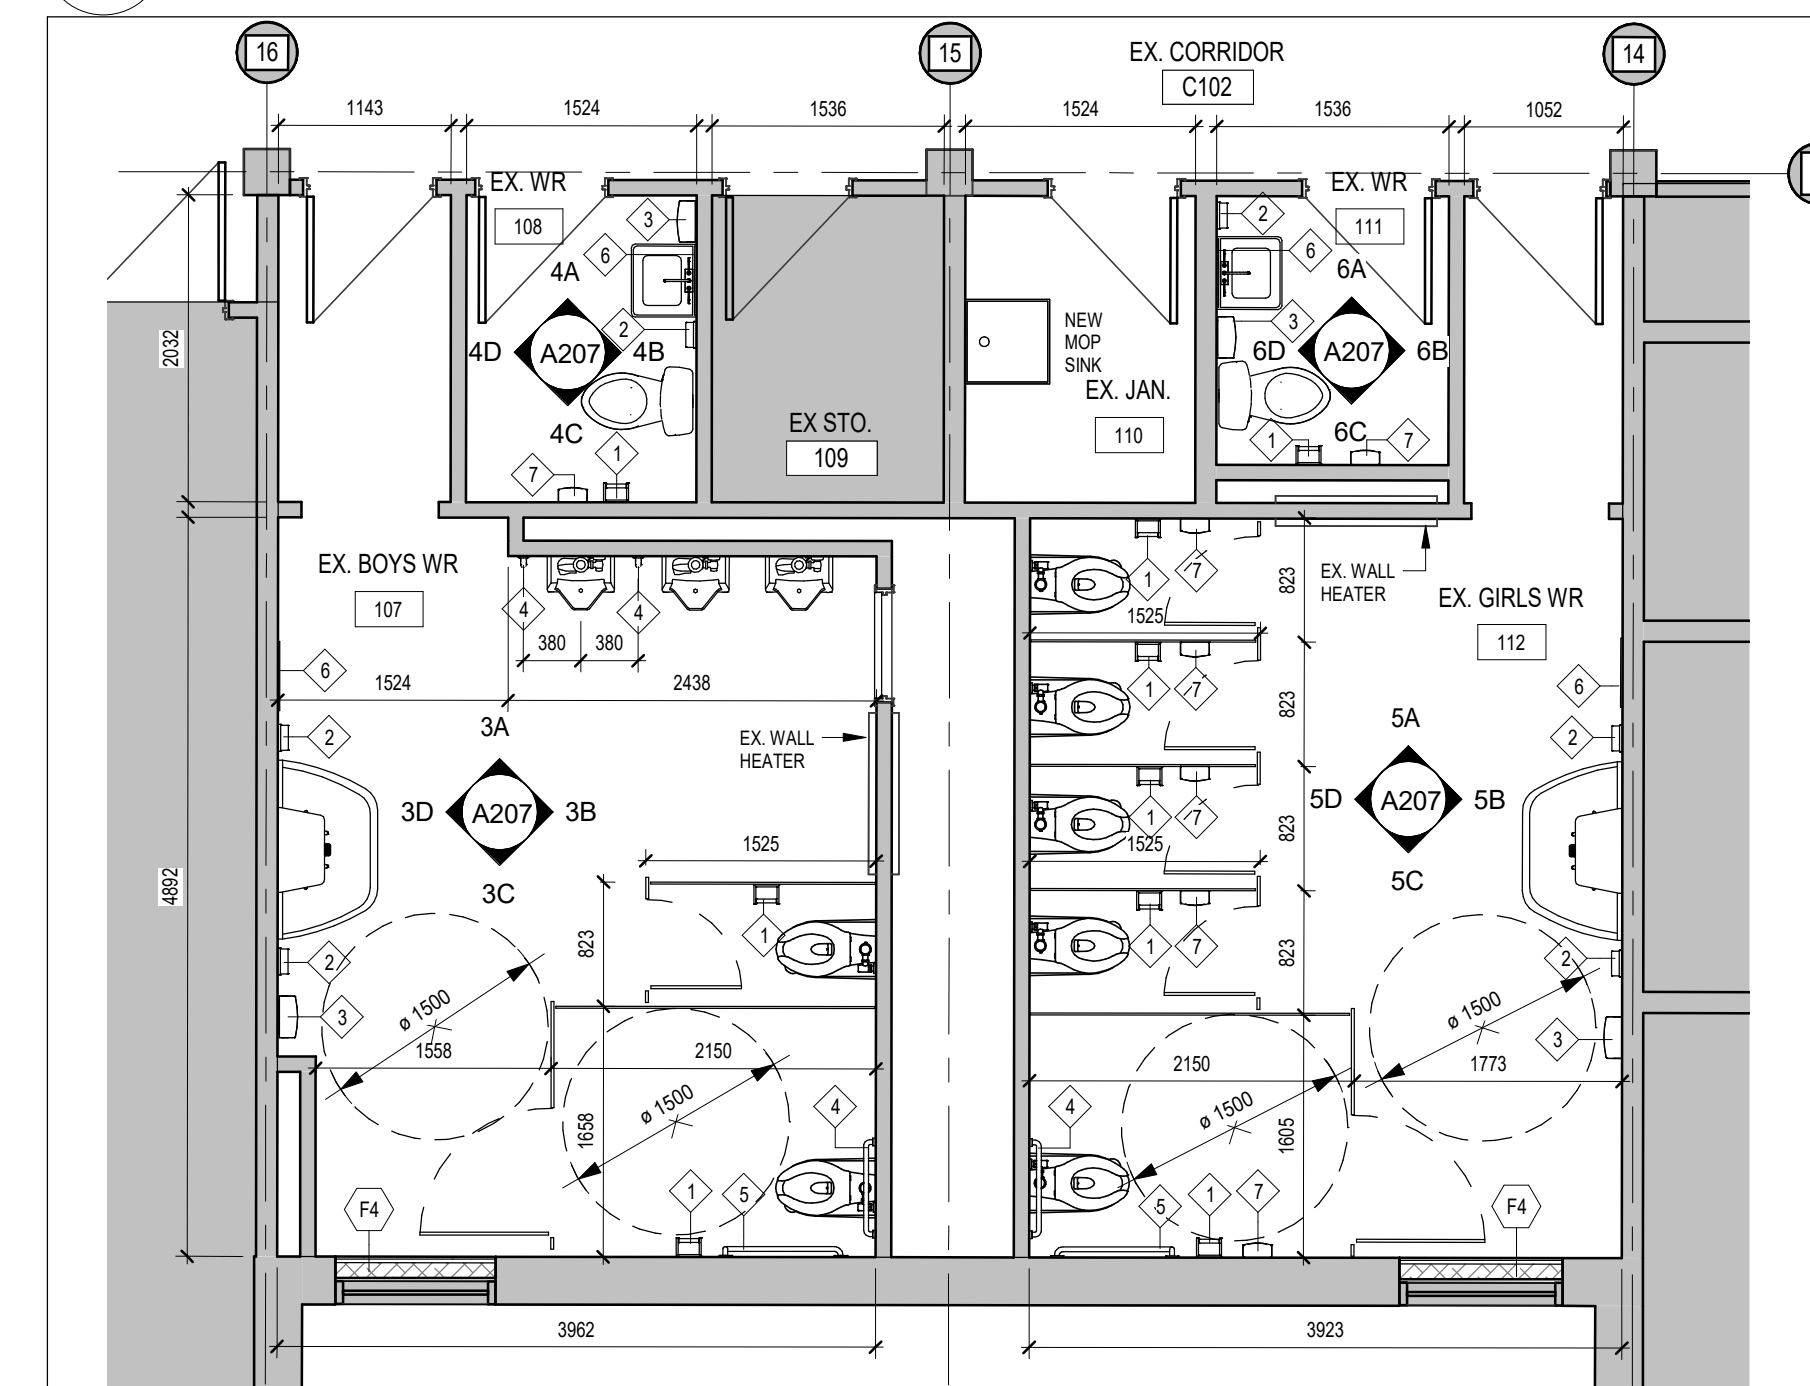 16
15
14
EX. CORRIDOR
C102
1143
1524
1536
1524
1536
1052
EX. WR
108
3
6
4A
2
4D
A207
4B
4C
7
1
2032
EX STO.
109
NEW
MOP
SINK
EX. JAN.
110
EX. WR
111
2
6
6A
3
6D
A207
6B
6C
1
7
EX. BOYS WR
107
4
4
380
380
6
1524
2438
2
3A
3D
A207
3B
3C
EX. WALL
HEATER
4892
1525
1
823
2
3
ø 1500
1558
2150
ø 1500
1658
4
1
5
F4
3962
1
7
823
1525
EX. WALL
HEATER
EX. GIRLS WR
112
1
7
823
6
2
5A
5D
A207
5B
5C
1
7
823
1525
1
7
823
2
ø 1500
3
2150
1773
ø 1500
1605
4
5
1
7
F4
3923